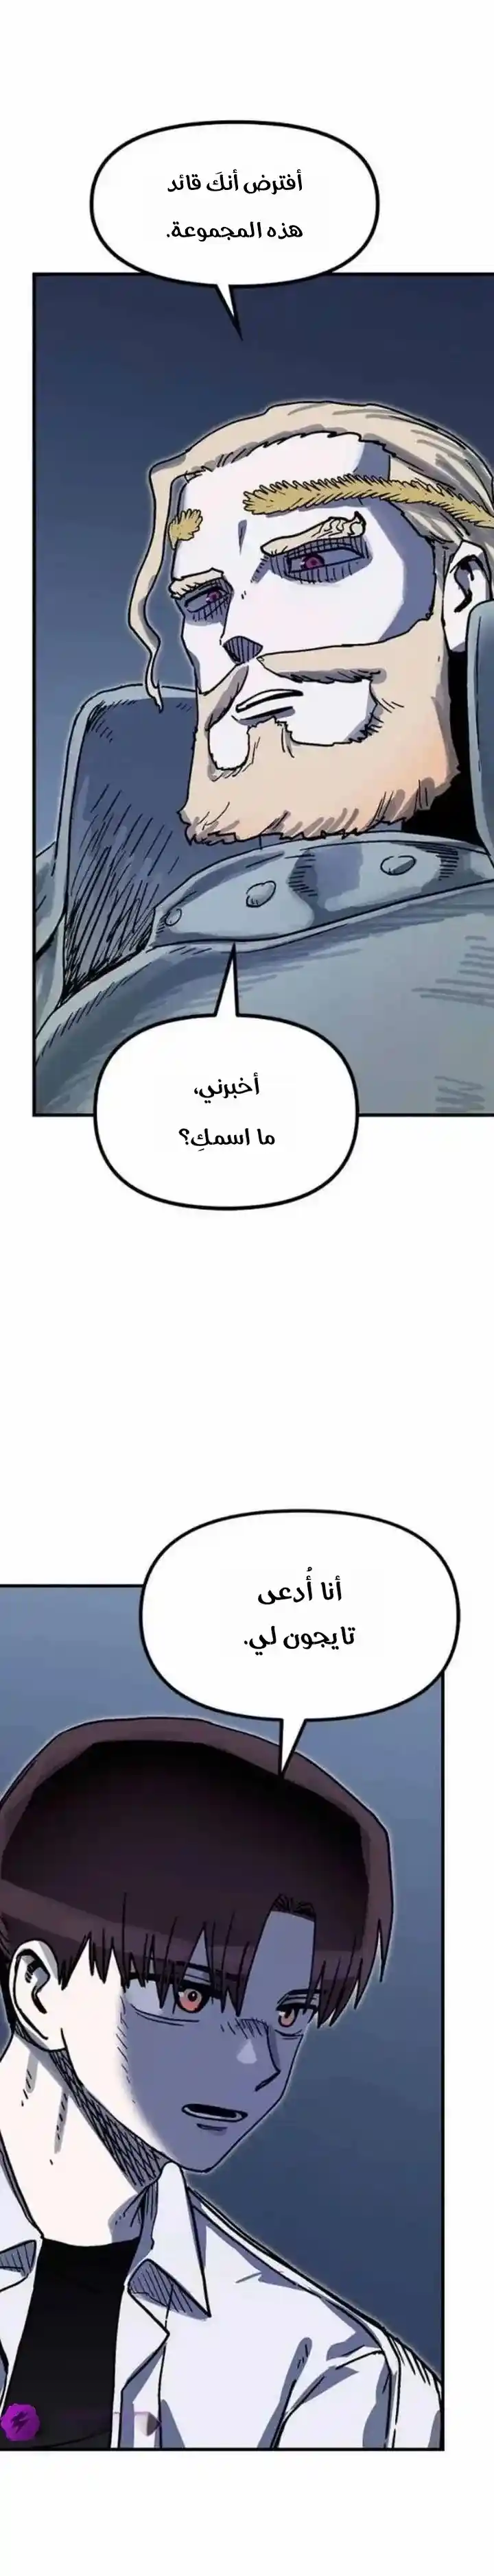 أفترض أنكَ قائد
هذه المجموعة.
أخبرني،
ما اسمكِ؟
أنا أُدعى
تايجون لي.